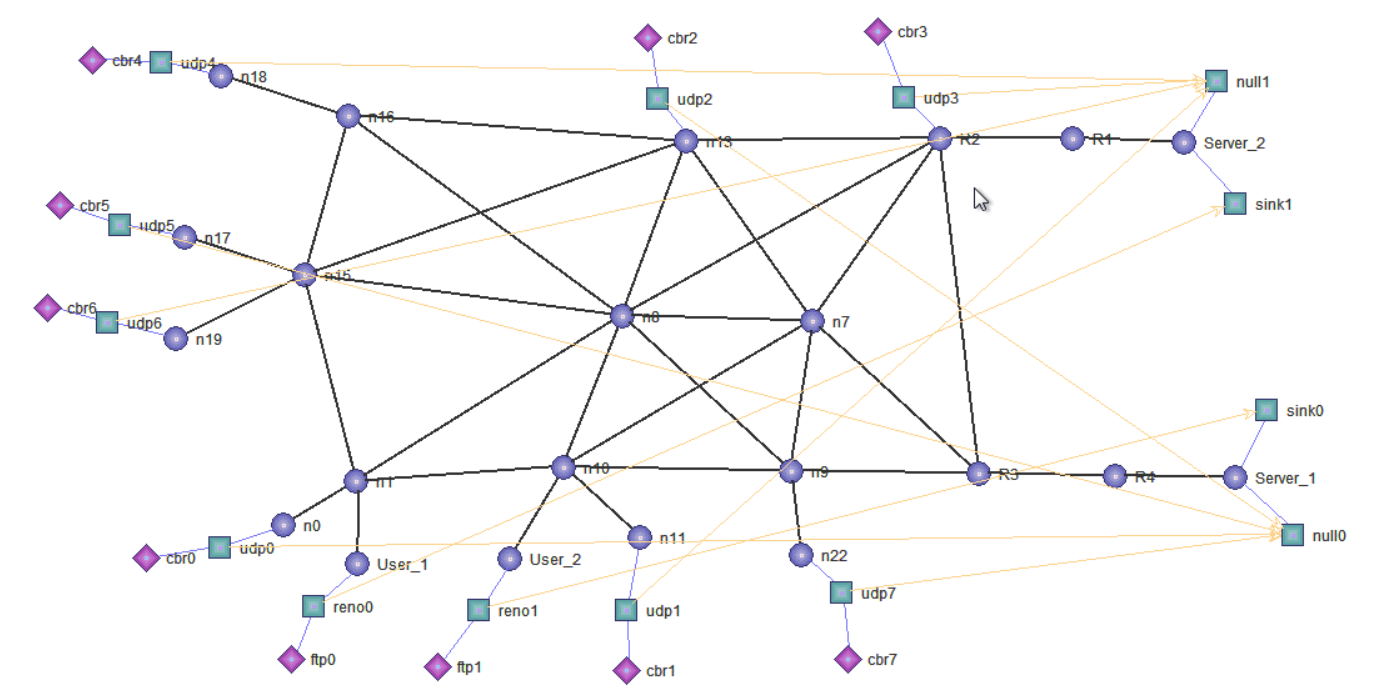 cbr2
cbr3
cbr4
udp4
n18
null1
udp2
udp3
n16
n13
R2
R1
Server_2
cbr5
udp5
n17
sink1
n15
cbr6
udp6
n19
n8
n7
sink0
n1
n10
n9
R3
R4
Server_1
n0
n11
null0
cbr0
udp0
User_1
User_2
n22
reno0
reno1
udp1
udp7
ftp0
ftp1
cbr1
cbr7